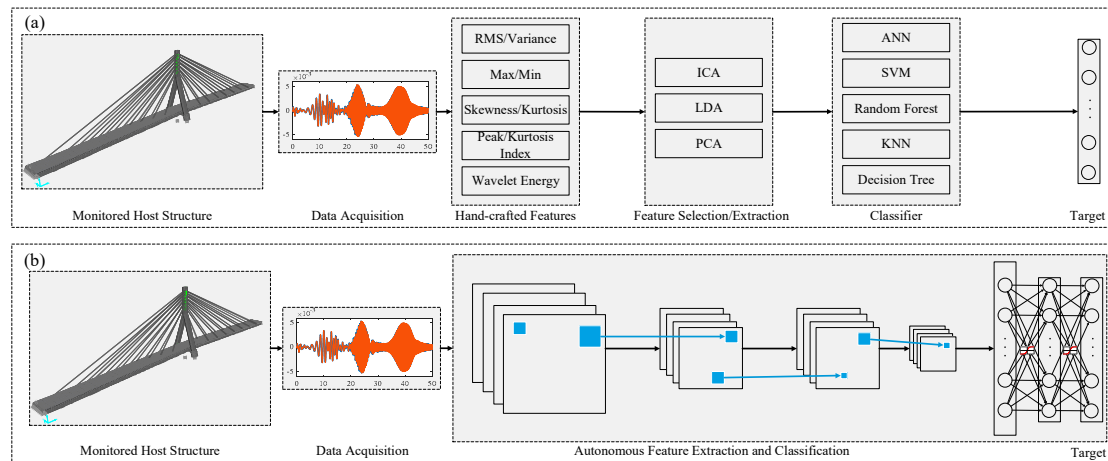 (a)
Monitored Host Structure
×10⁻³
5
0
-5
0 10 20 30 40 50
Data Acquisition
RMS/Variance
Max/Min
Skewness/Kurtosis
Peak/Kurtosis
Index
Wavelet Energy
Hand-crafted Features
ICA
LDA
PCA
Feature Selection/Extraction
ANN
SVM
Random Forest
KNN
Decision Tree
Classifier
Target
(b)
Monitored Host Structure
5
0
-5
0 10 20 30 40 50
Data Acquisition
Autonomous Feature Extraction and Classification
Target